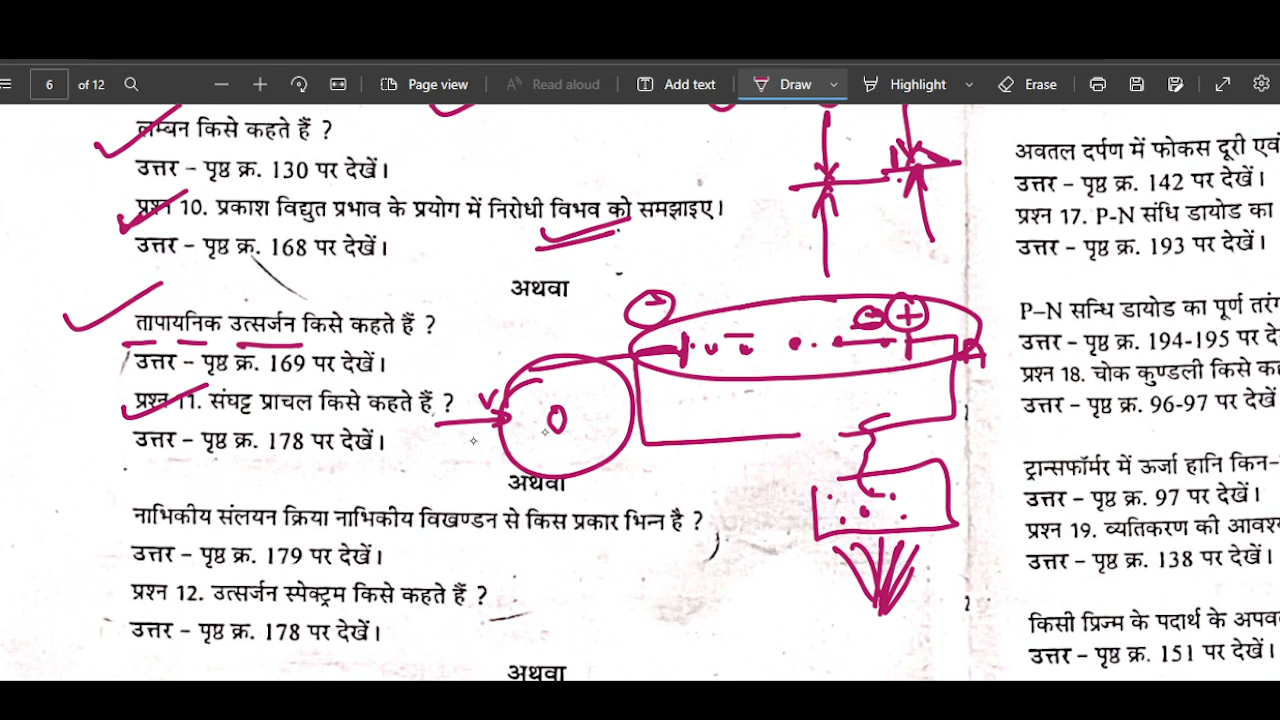 6 of 12 Page view Read aloud Add text Draw Highlight Erase
लम्बन किसे कहते हैं ?
उत्तर – पृष्ठ क्र. 130 पर देखें।
प्रश्न 10. प्रकाश विद्युत प्रभाव के प्रयोग में निरोधी विभव को समझाइए।
उत्तर – पृष्ठ क्र. 168 पर देखें।
अथवा
तापायनिक उत्सर्जन किसे कहते हैं ?
उत्तर – पृष्ठ क्र. 169 पर देखें।
प्रश्न 11. संघट्ट प्राचल किसे कहते हैं ?
उत्तर – पृष्ठ क्र. 178 पर देखें।
अथवा
नाभिकीय संलयन क्रिया नाभिकीय विखण्डन से किस प्रकार भिन्न है ?
उत्तर – पृष्ठ क्र. 179 पर देखें।
प्रश्न 12. उत्सर्जन स्पेक्ट्रम किसे कहते हैं ?
उत्तर – पृष्ठ क्र. 178 पर देखें।
अथवा
अवतल दर्पण में फोकस दूरी
उत्तर – पृष्ठ क्र. 142 पर देखें।
प्रश्न 17. P-N संधि डायोड का
उत्तर – पृष्ठ क्र. 193 पर देखें।
P–N सन्धि डायोड का पूर्ण
उत्तर – पृष्ठ क्र. 194-195 पर
प्रश्न 18. चोक कुण्डली किसे
उत्तर – पृष्ठ क्र. 96-97 पर देखें
ट्रान्सफॉर्मर में ऊर्जा हानि
उत्तर – पृष्ठ क्र. 97 पर देखें।
प्रश्न 19. व्यतिकरण की
उत्तर – पृष्ठ क्र. 138 पर देखें।
किसी प्रिज्म के पदार्थ के
उत्तर – पृष्ठ क्र. 151 पर देखें।